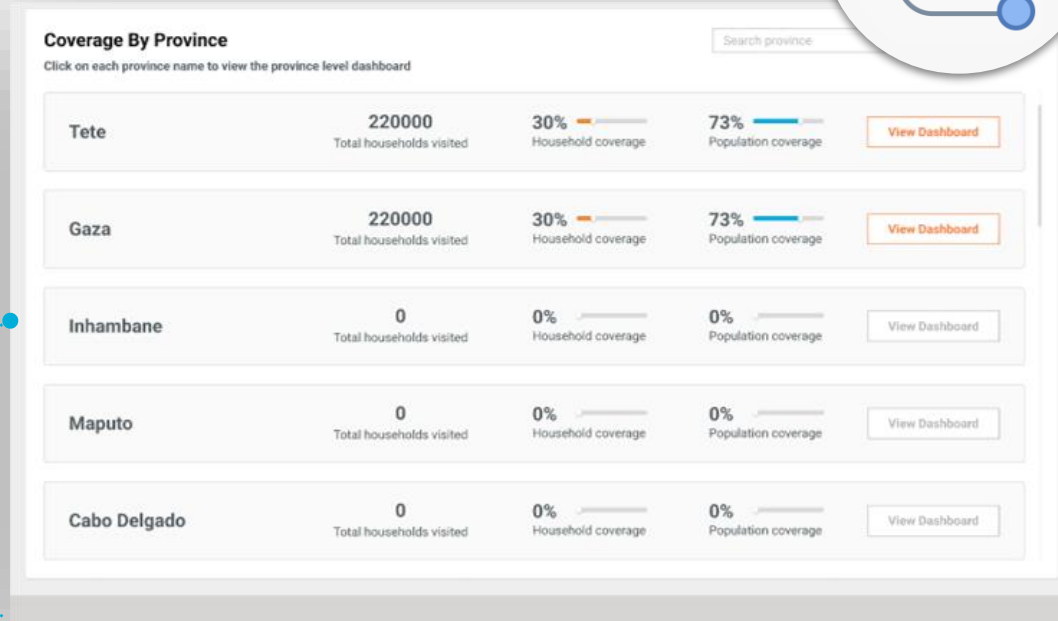 Coverage By Province
Search province
Click on each province name to view the province level dashboard
Tete
220000
Total households visited
30%
Household coverage
73%
Population coverage
View Dashboard
Gaza
220000
Total households visited
30%
Household coverage
73%
Population coverage
View Dashboard
Inhambane
0
Total households visited
0%
Household coverage
0%
Population coverage
View Dashboard
Maputo
0
Total households visited
0%
Household coverage
0%
Population coverage
View Dashboard
Cabo Delgado
0
Total households visited
0%
Household coverage
0%
Population coverage
View Dashboard